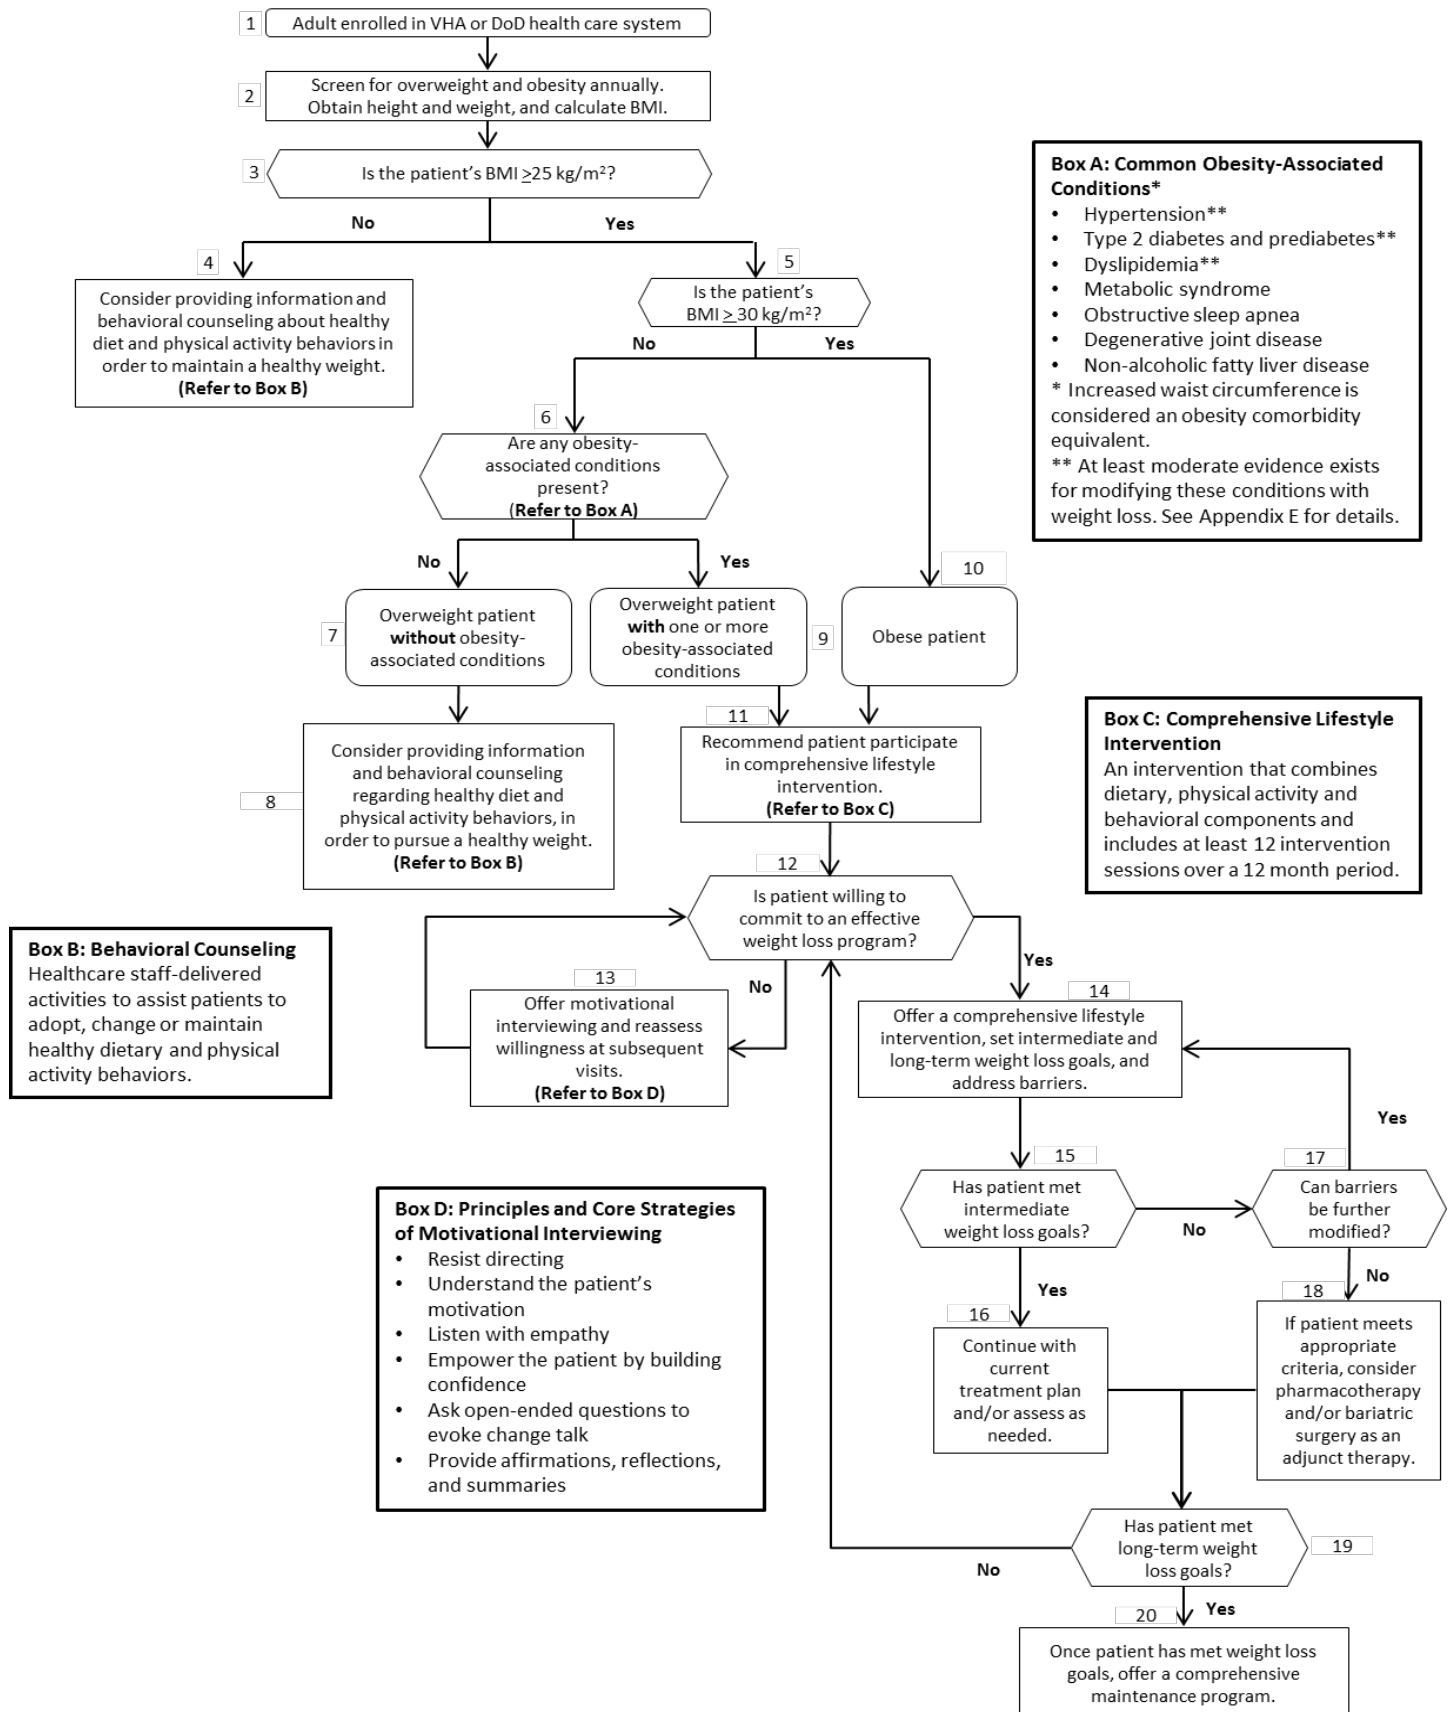 1
Adult enrolled in VHA or DoD health care system
2
Screen for overweight and obesity annually.
Obtain height and weight, and calculate BMI.
3
Is the patient's BMI ≥25 kg/m²?
No
Yes
4
Consider providing information and
behavioral counseling about healthy
diet and physical activity behaviors in
order to maintain a healthy weight.
(Refer to Box B)
5
Is the patient's
BMI ≥ 30 kg/m²?
No
Yes
Box A: Common Obesity-Associated
Conditions*
• Hypertension**
• Type 2 diabetes and prediabetes**
• Dyslipidemia**
• Metabolic syndrome
• Obstructive sleep apnea
• Degenerative joint disease
• Non-alcoholic fatty liver disease
* Increased waist circumference is
considered an obesity comorbidity
equivalent.
** At least moderate evidence exists
for modifying these conditions with
weight loss. See Appendix E for details.
6
Are any obesity-
associated conditions
present?
(Refer to Box A)
No
Yes
7
Overweight patient
without obesity-
associated conditions
Overweight patient
with one or more
obesity-associated
conditions
9
10
Obese patient
8
Consider providing information
and behavioral counseling
regarding healthy diet and
physical activity behaviors, in
order to pursue a healthy weight.
(Refer to Box B)
11
Recommend patient participate
in comprehensive lifestyle
intervention.
(Refer to Box C)
Box C: Comprehensive Lifestyle
Intervention
An intervention that combines
dietary, physical activity and
behavioral components and
includes at least 12 intervention
sessions over a 12 month period.
12
Is patient willing to
commit to an effective
weight loss program?
No
Yes
Box B: Behavioral Counseling
Healthcare staff-delivered
activities to assist patients to
adopt, change or maintain
healthy dietary and physical
activity behaviors.
13
Offer motivational
interviewing and reassess
willingness at subsequent
visits.
(Refer to Box D)
14
Offer a comprehensive lifestyle
intervention, set intermediate and
long-term weight loss goals, and
address barriers.
Yes
15
Has patient met
intermediate
weight loss goals?
No
17
Can barriers
be further
modified?
Yes
No
Box D: Principles and Core Strategies
of Motivational Interviewing
• Resist directing
• Understand the patient's
motivation
• Listen with empathy
• Empower the patient by building
confidence
• Ask open-ended questions to
evoke change talk
• Provide affirmations, reflections,
and summaries
16
Continue with
current
treatment plan
and/or assess as
needed.
18
If patient meets
appropriate
criteria, consider
pharmacotherapy
and/or bariatric
surgery as an
adjunct therapy.
Has patient met
long-term weight
loss goals?
19
No
Yes
20
Once patient has met weight loss
goals, offer a comprehensive
maintenance program.